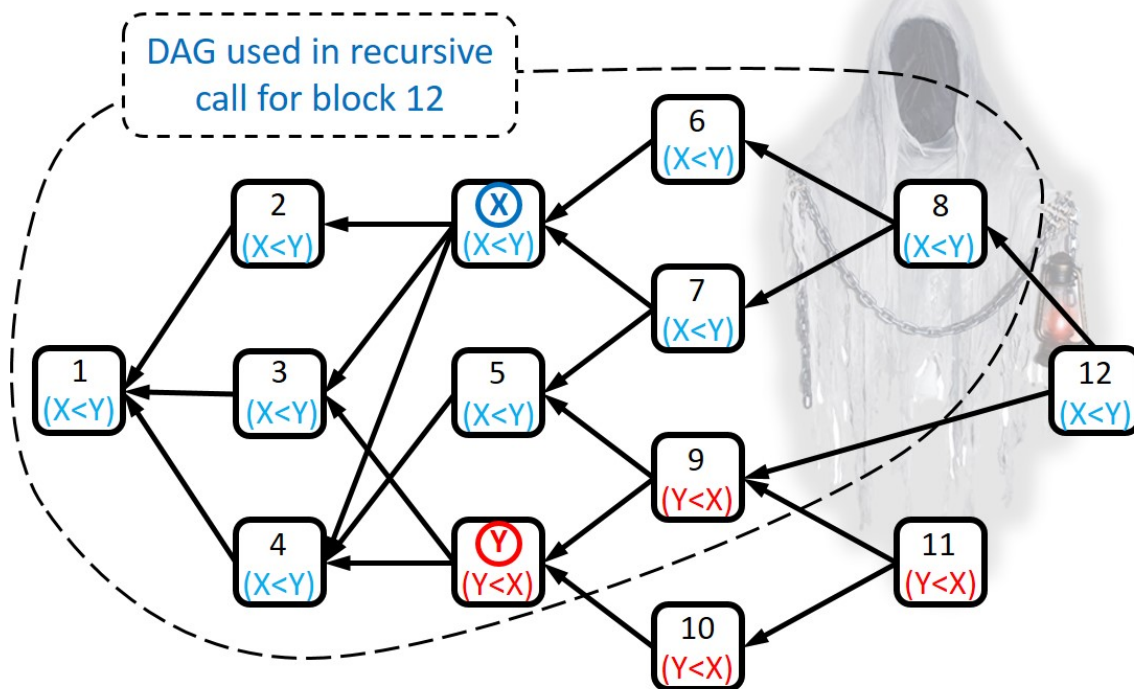 DAG used in recursive
call for block 12
6
(X<Y)
2
(X<Y)
X
(X<Y)
8
(X<Y)
7
(X<Y)
1
(X<Y)
3
(X<Y)
5
(X<Y)
12
(X<Y)
9
(Y<X)
4
(X<Y)
Y
(Y<X)
11
(Y<X)
10
(Y<X)